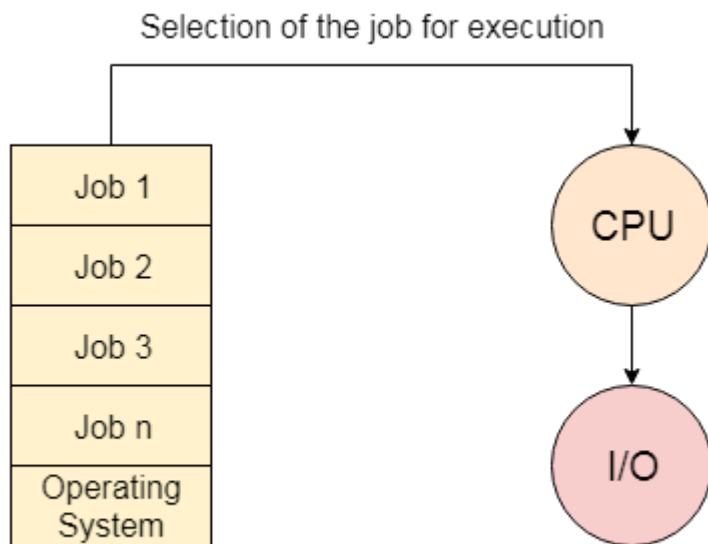 Selection of the job for execution
Job 1
Job 2
Job 3
Job n
Operating
System
CPU
I/O